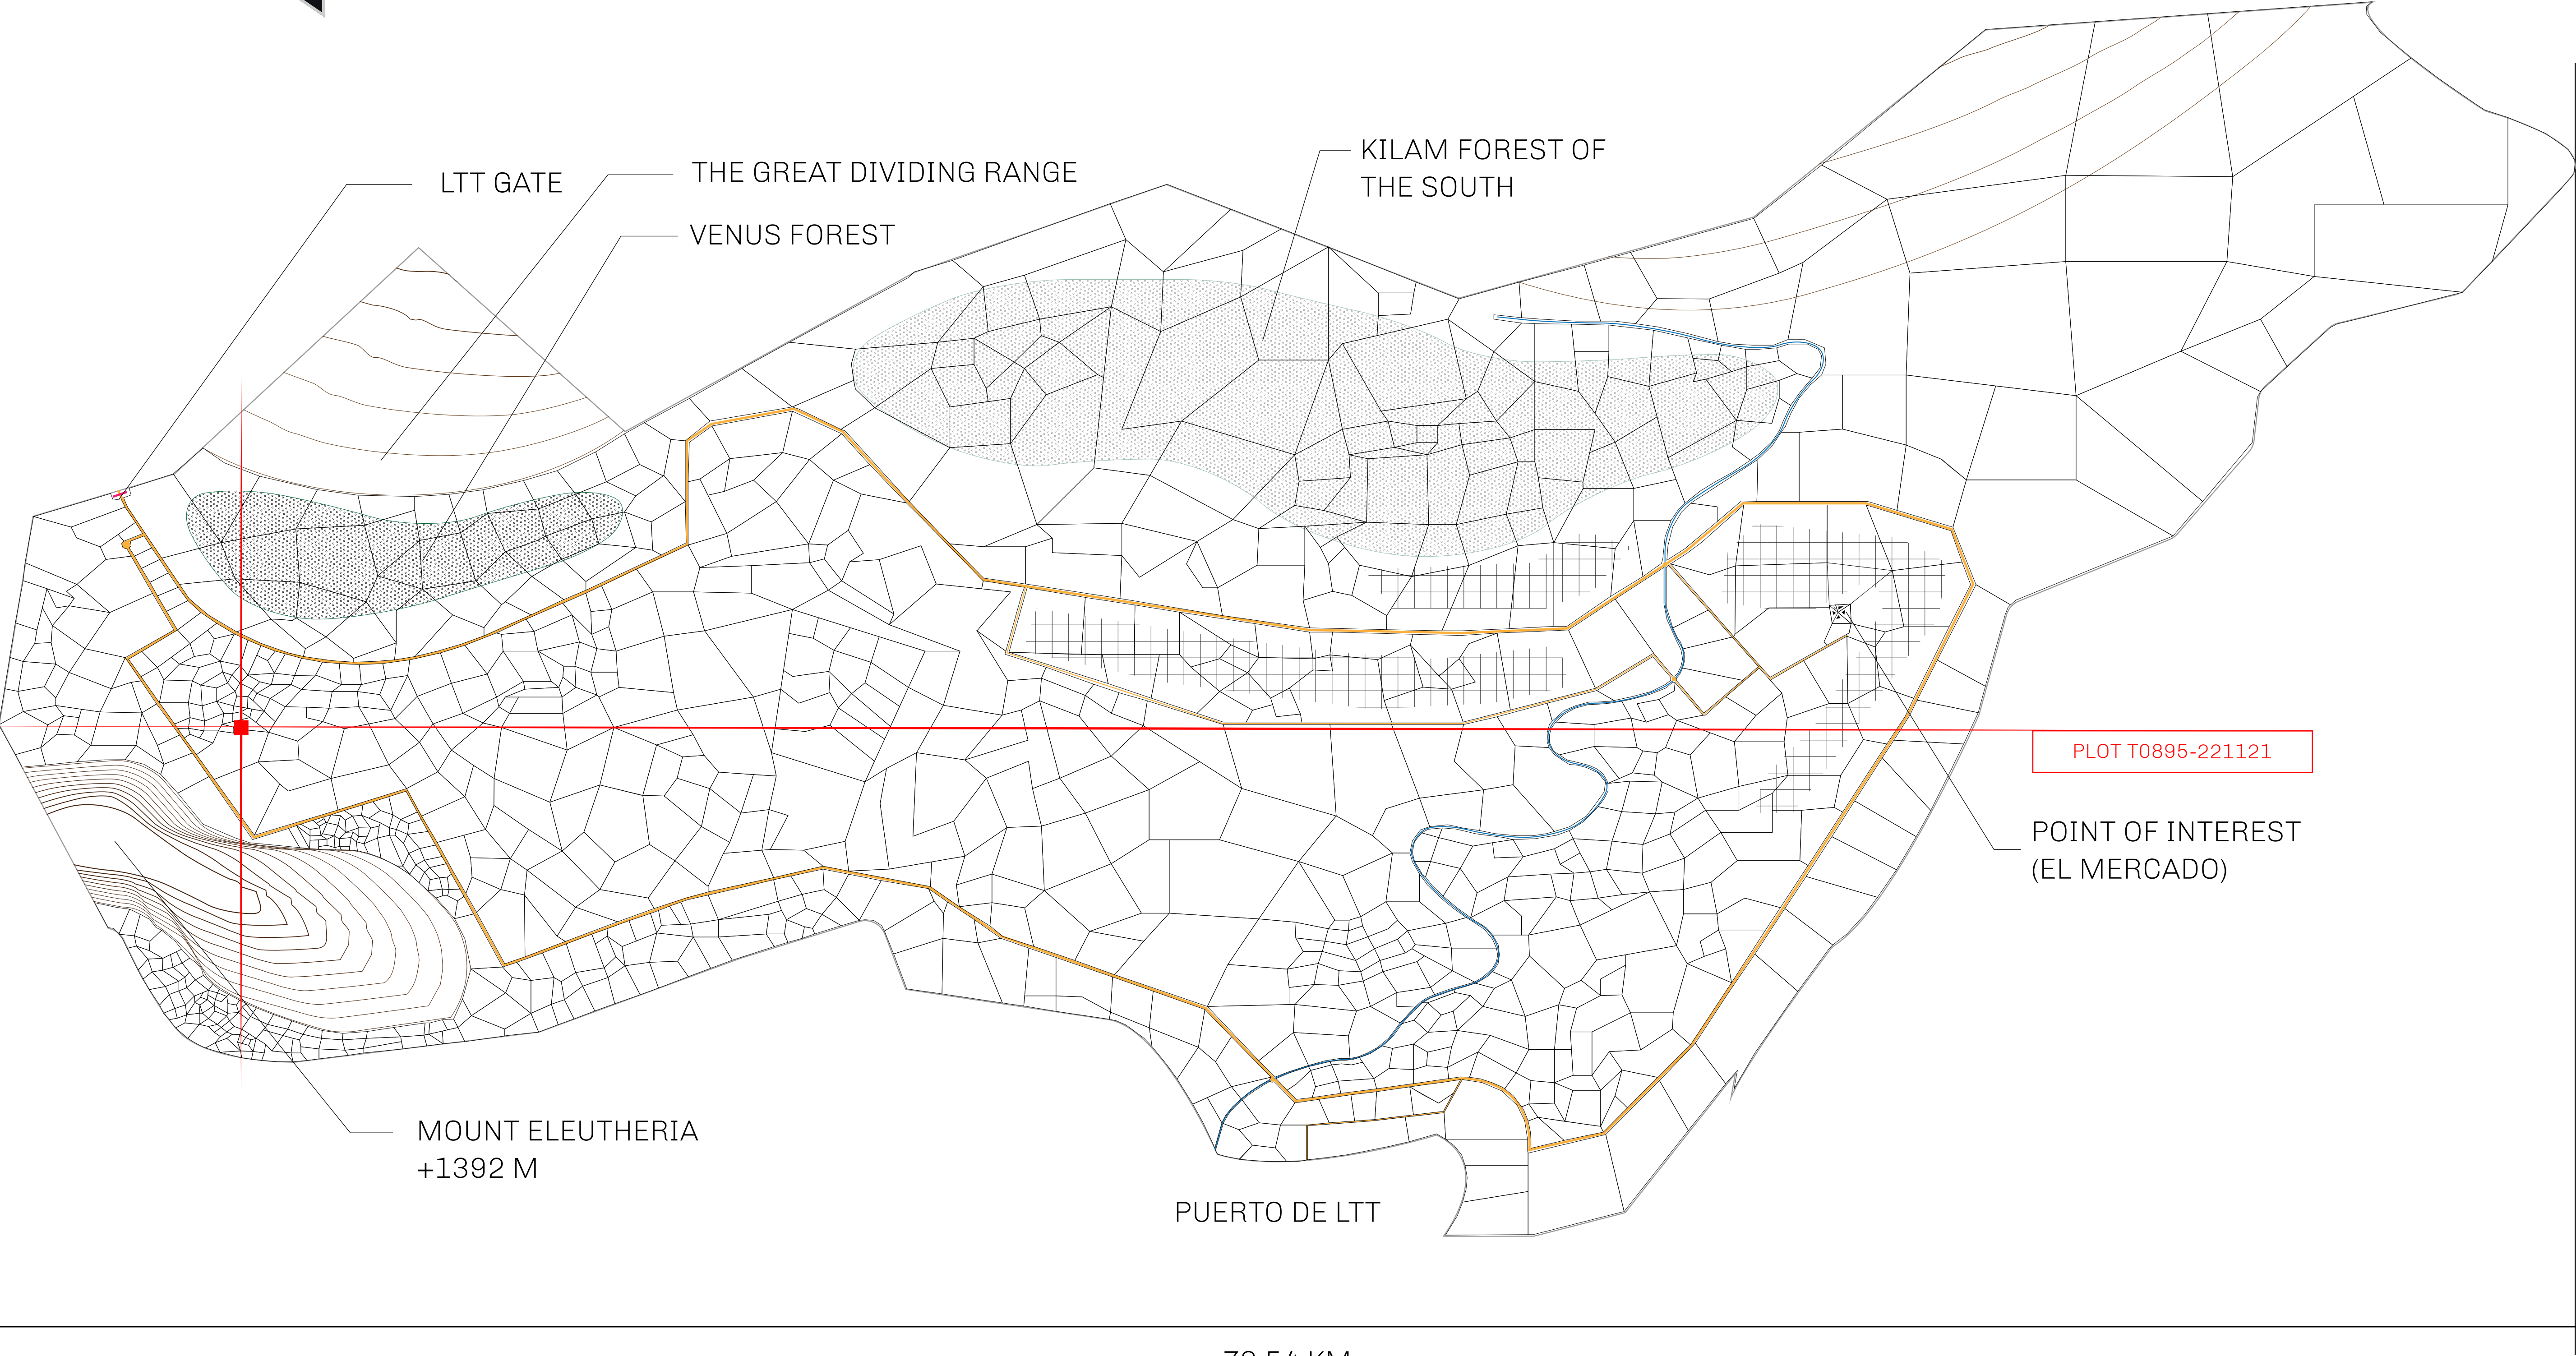 KILAM FOREST OF
THE SOUTH
THE GREAT DIVIDING RANGE
LTT GATE
VENUS FOREST
PLOT T0895-221121
POINT OF INTEREST
(EL MERCADO)
MOUNT ELEUTHERIA
+1392 M
PUERTO DE LTT
KM